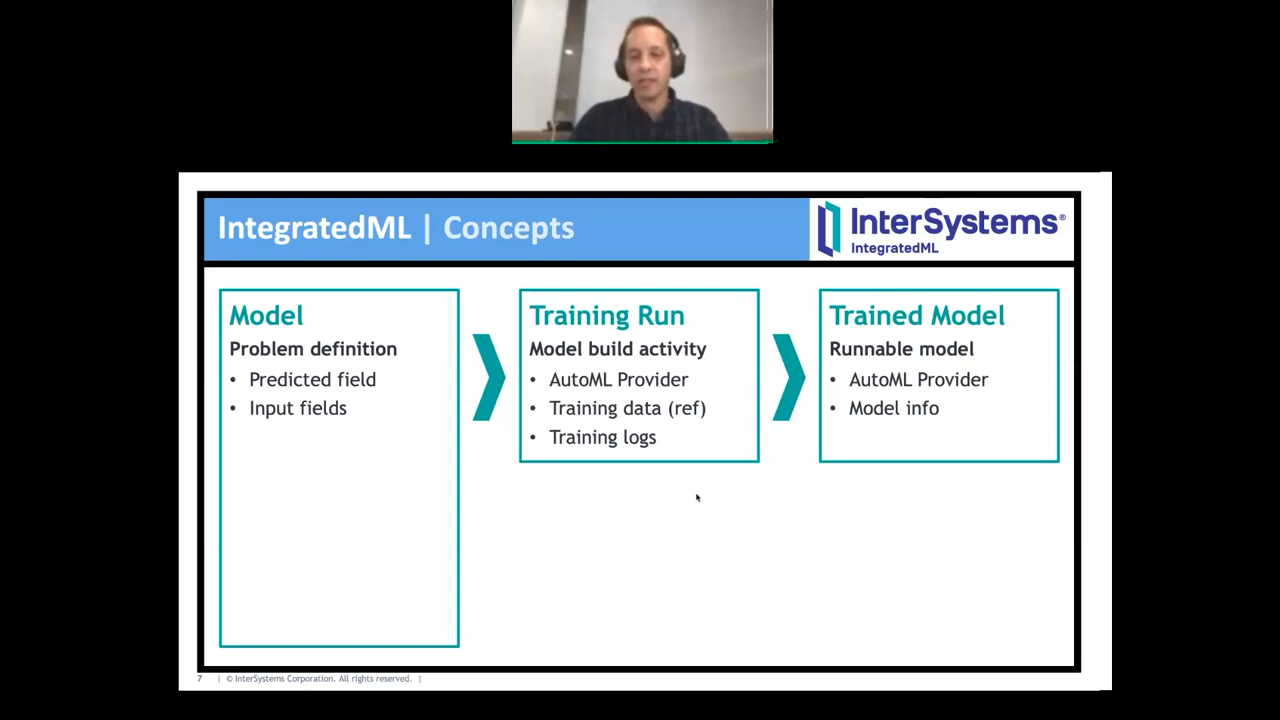 IntegratedML | Concepts
InterSystems®
IntegratedML
Model
Problem definition
• Predicted field
• Input fields
Training Run
Model build activity
• AutoML Provider
• Training data (ref)
• Training logs
Trained Model
Runnable model
• AutoML Provider
• Model info
7 | © InterSystems Corporation. All rights reserved. |